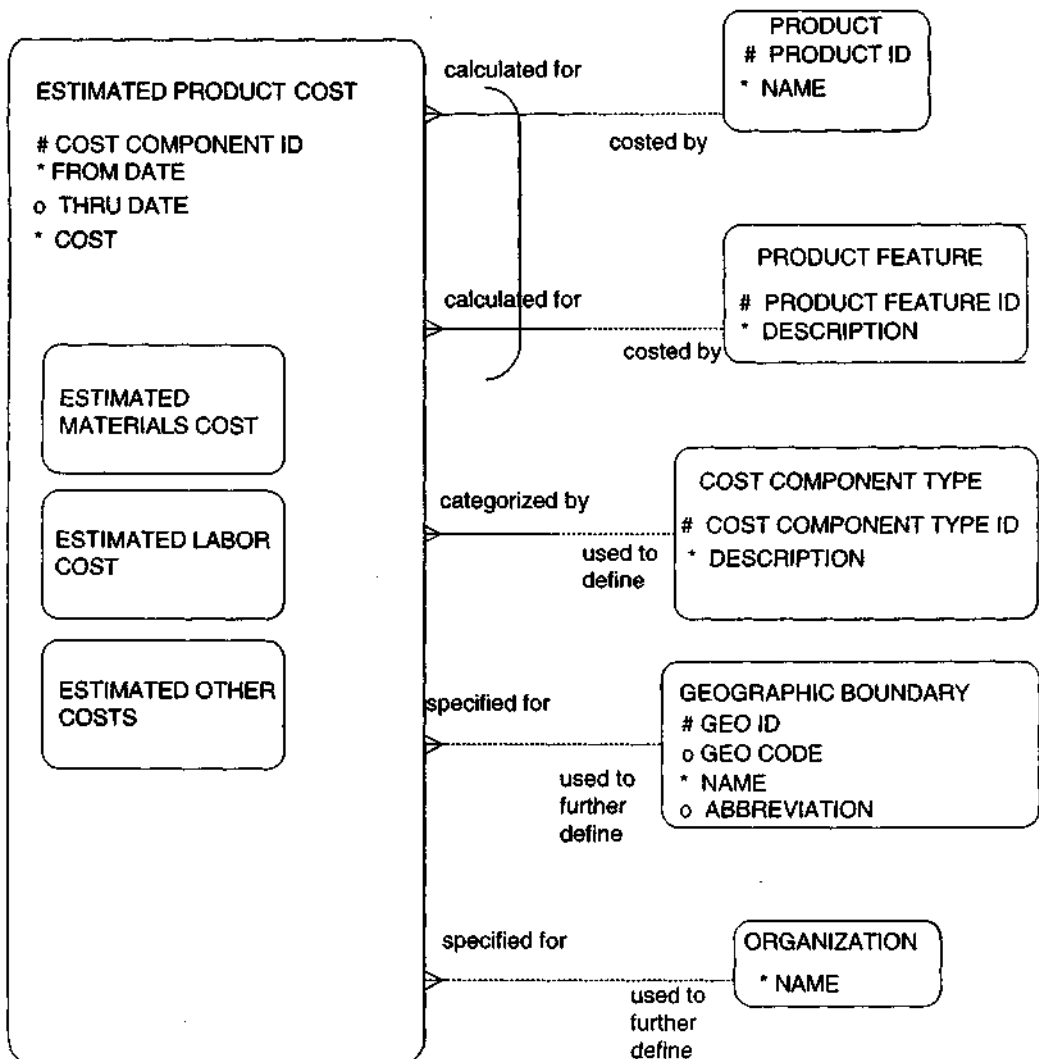 ESTIMATED PRODUCT COST
# COST COMPONENT ID
* FROM DATE
o THRU DATE
* COST
ESTIMATED
MATERIALS COST
ESTIMATED LABOR
COST
ESTIMATED OTHER
COSTS
calculated for
costed by
PRODUCT
# PRODUCT ID
* NAME
calculated for
costed by
PRODUCT FEATURE
# PRODUCT FEATURE ID
* DESCRIPTION
categorized by
used to
define
COST COMPONENT TYPE
# COST COMPONENT TYPE ID
* DESCRIPTION
specified for
used to
further
define
GEOGRAPHIC BOUNDARY
# GEO ID
o GEO CODE
* NAME
o ABBREVIATION
specified for
used to
further
define
ORGANIZATION
* NAME